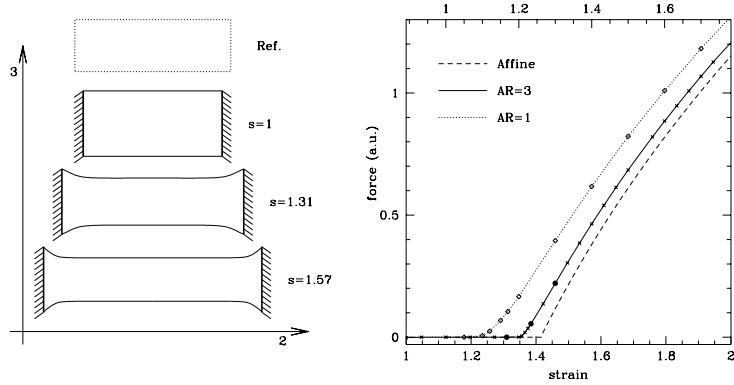 Ref.
3
s=1
s=1.31
s=1.57
2
1 1.2 1.4 1.6
Affine
AR=3
AR=1
force (a.u.)
1
0.5
0
1 1.2 1.4 1.6 1.8 2
strain